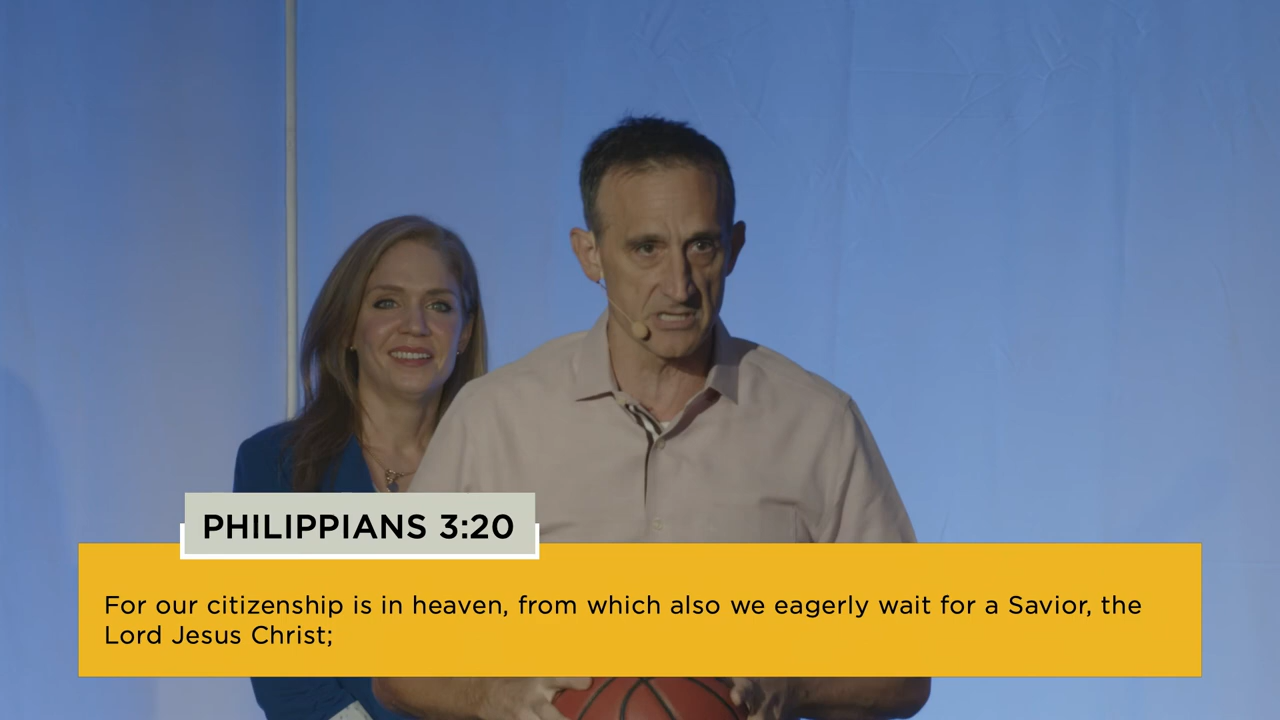 PHILIPPIANS 3:20
For our citizenship is in heaven, from which also we eagerly wait for a Savior, the
Lord Jesus Christ;